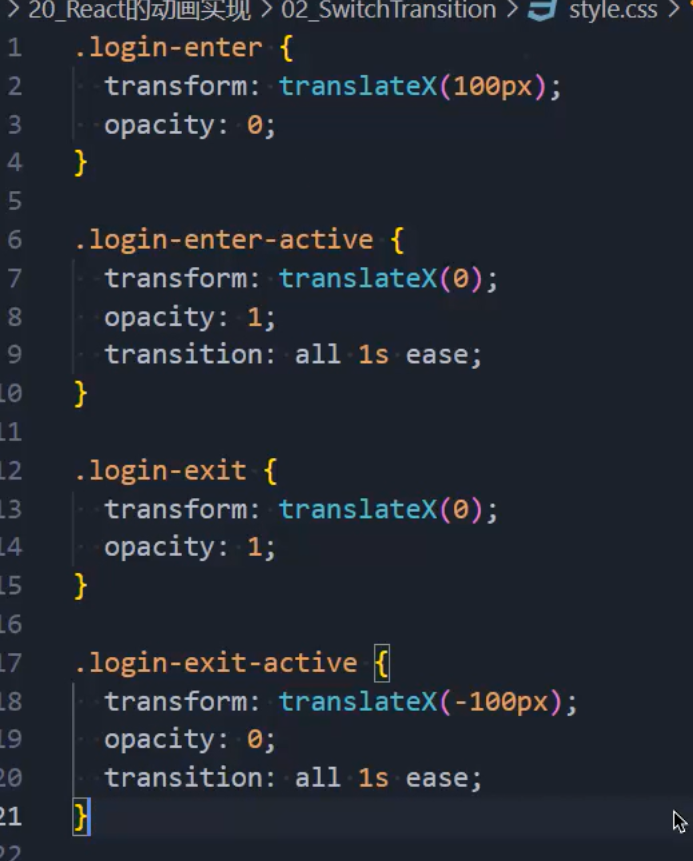 > 20_React的动画实现 > 02_SwitchTransition > style.css >
1 .login-enter {
2 transform: translateX(100px);
3 opacity: 0;
4 }
5
6 .login-enter-active {
7 transform: translateX(0);
8 opacity: 1;
9 transition: all 1s ease;
10 }
11
12 .login-exit {
13 transform: translateX(0);
14 opacity: 1;
15 }
16
17 .login-exit-active {
18 transform: translateX(-100px);
19 opacity: 0;
20 transition: all 1s ease;
21 }
22